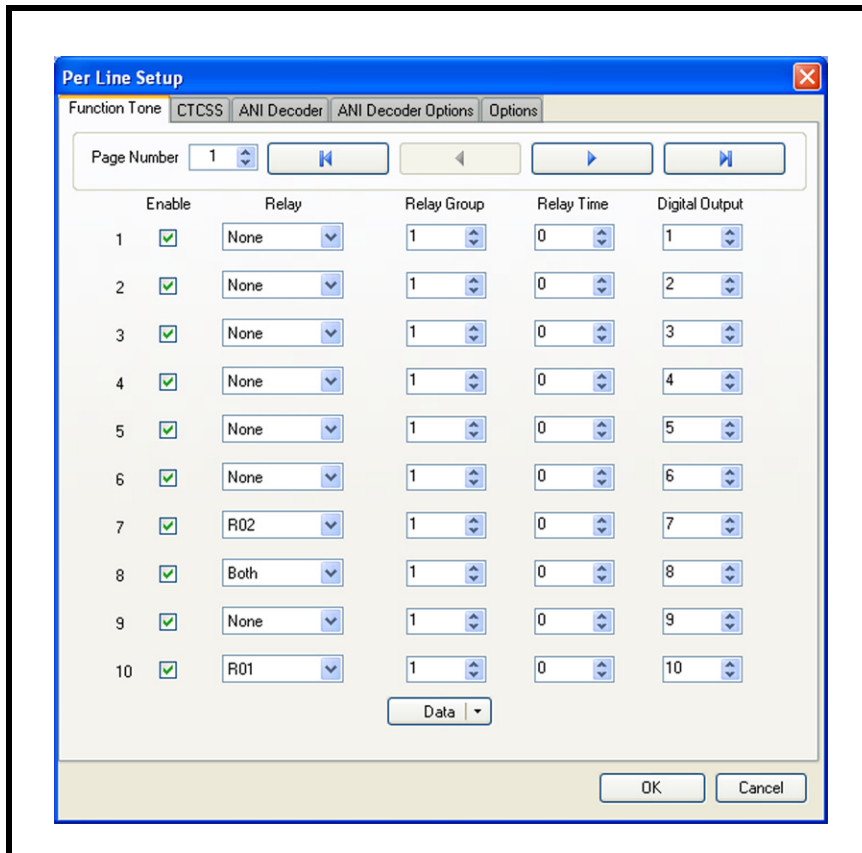 Per Line Setup
Function Tone CTCSS ANI Decoder ANI Decoder Options Options
Page Number 1
Enable Relay Relay Group Relay Time Digital Output
1 None 1 0 1
2 None 1 0 2
3 None 1 0 3
4 None 1 0 4
5 None 1 0 5
6 None 1 0 6
7 R02 1 0 7
8 Both 1 0 8
9 None 1 0 9
10 R01 1 0 10
Data
OK Cancel